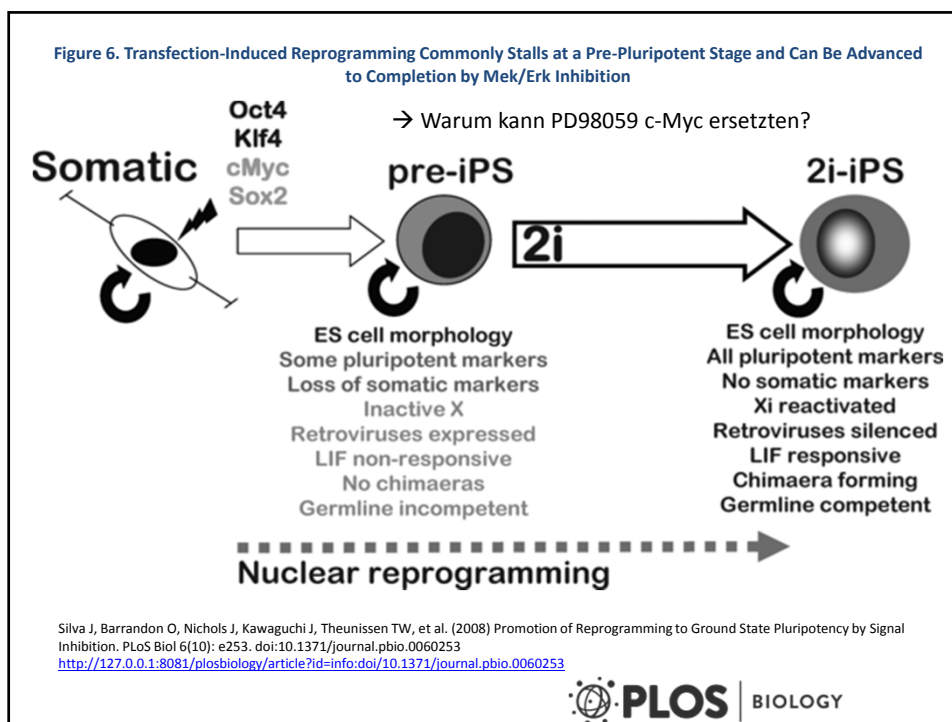 Figure 6. Transfection-Induced Reprogramming Commonly Stalls at a Pre-Pluripotent Stage and Can Be Advanced
to Completion by Mek/Erk Inhibition
→ Warum kann PD98059 c-Myc ersetzten?
Oct4
Klf4
cMyc
Sox2
Somatic
pre-iPS
2i-iPS
2i
ES cell morphology
Some pluripotent markers
Loss of somatic markers
Inactive X
Retroviruses expressed
LIF non-responsive
No chimaeras
Germline incompetent
ES cell morphology
All pluripotent markers
No somatic markers
Xi reactivated
Retroviruses silenced
LIF responsive
Chimaera forming
Germline competent
Nuclear reprogramming
Silva J, Barrandon O, Nichols J, Kawaguchi J, Theunissen TW, et al. (2008) Promotion of Reprogramming to Ground State Pluripotency by Signal
Inhibition. PLoS Biol 6(10): e253. doi:10.1371/journal.pbio.0060253
http://127.0.0.1:8081/plosbiology/article?id=info:doi/10.1371/journal.pbio.0060253
PLOS | BIOLOGY